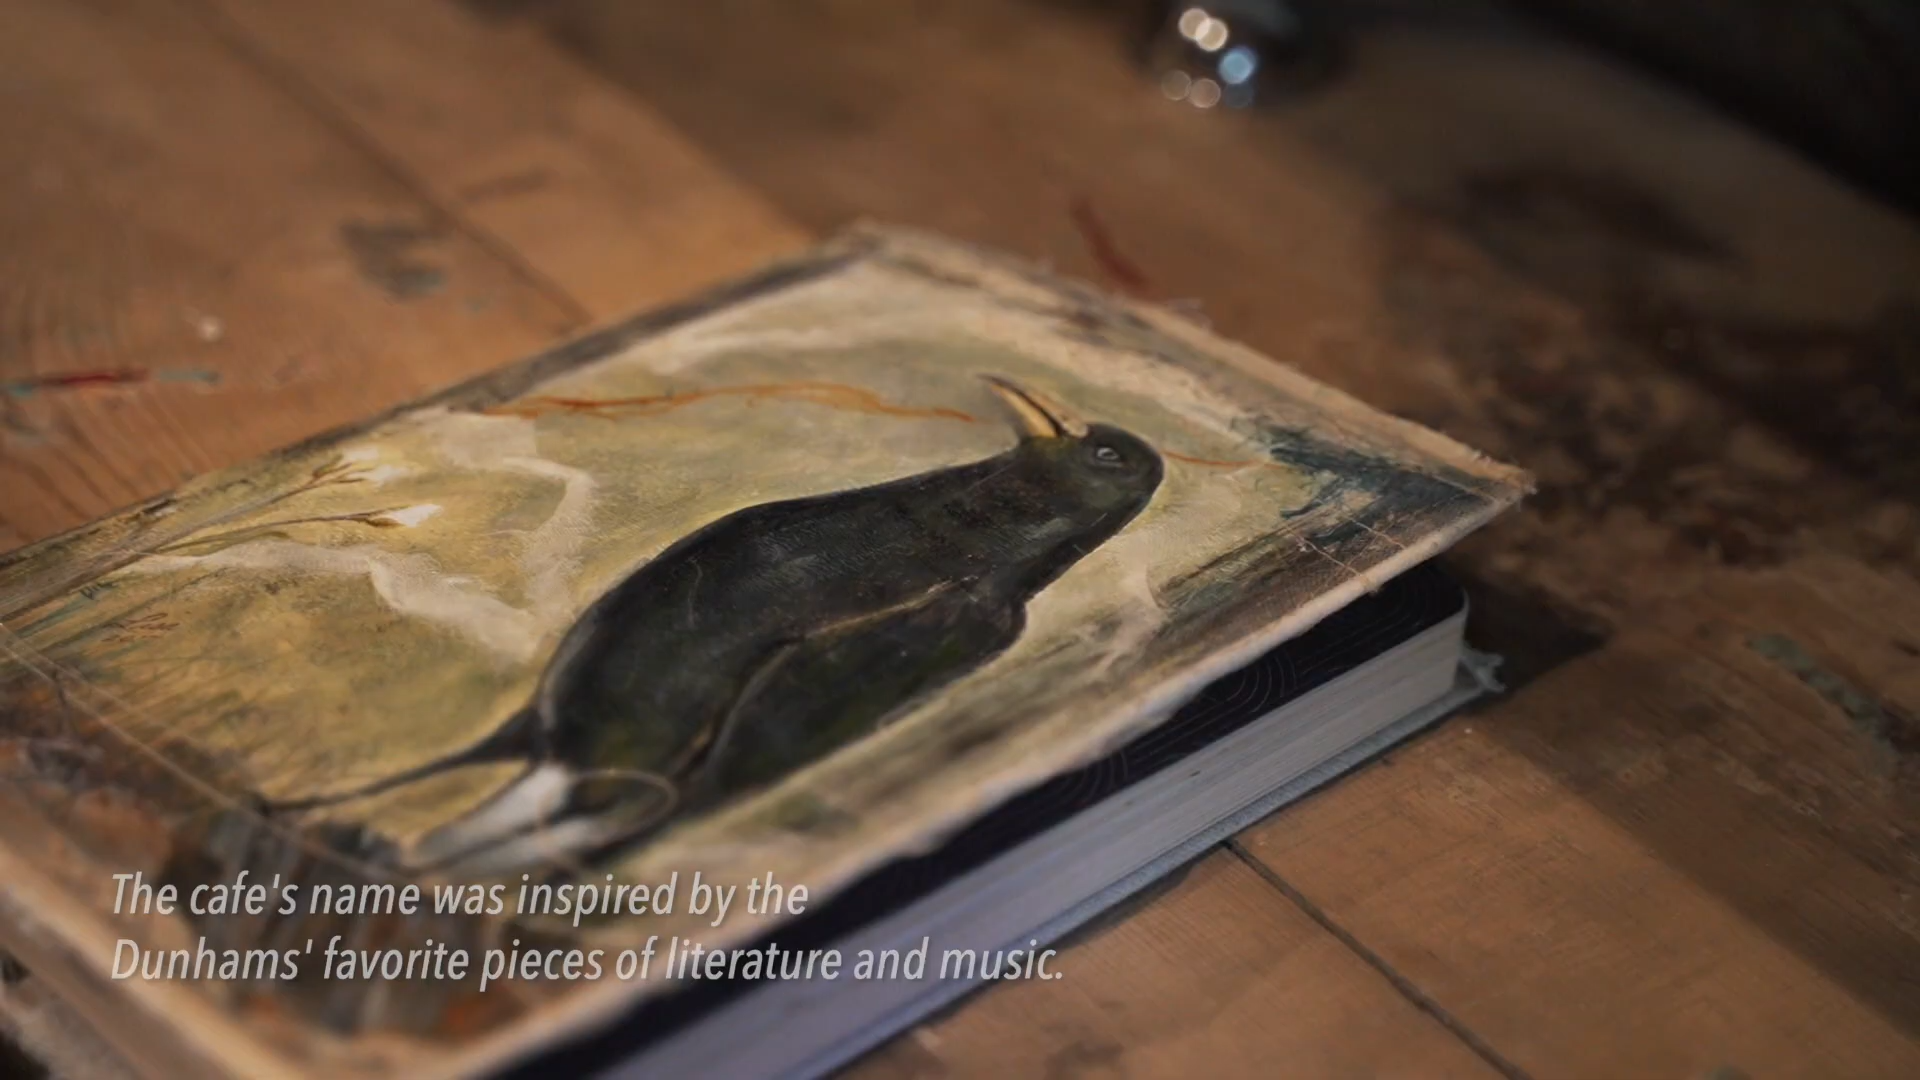 The cafe's name was inspired by the
Dunhams' favorite pieces of literature and music.